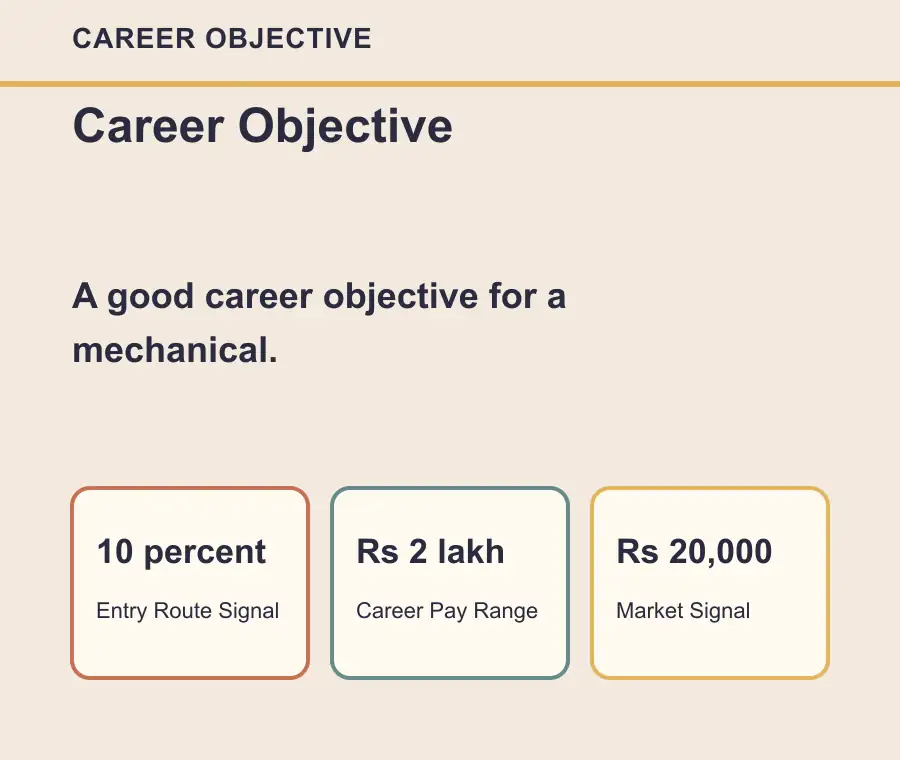 CAREER OBJECTIVE
Career Objective
A good career objective for a
mechanical.
10 percent
Entry Route Signal
Rs 2 lakh
Career Pay Range
Rs 20,000
Market Signal